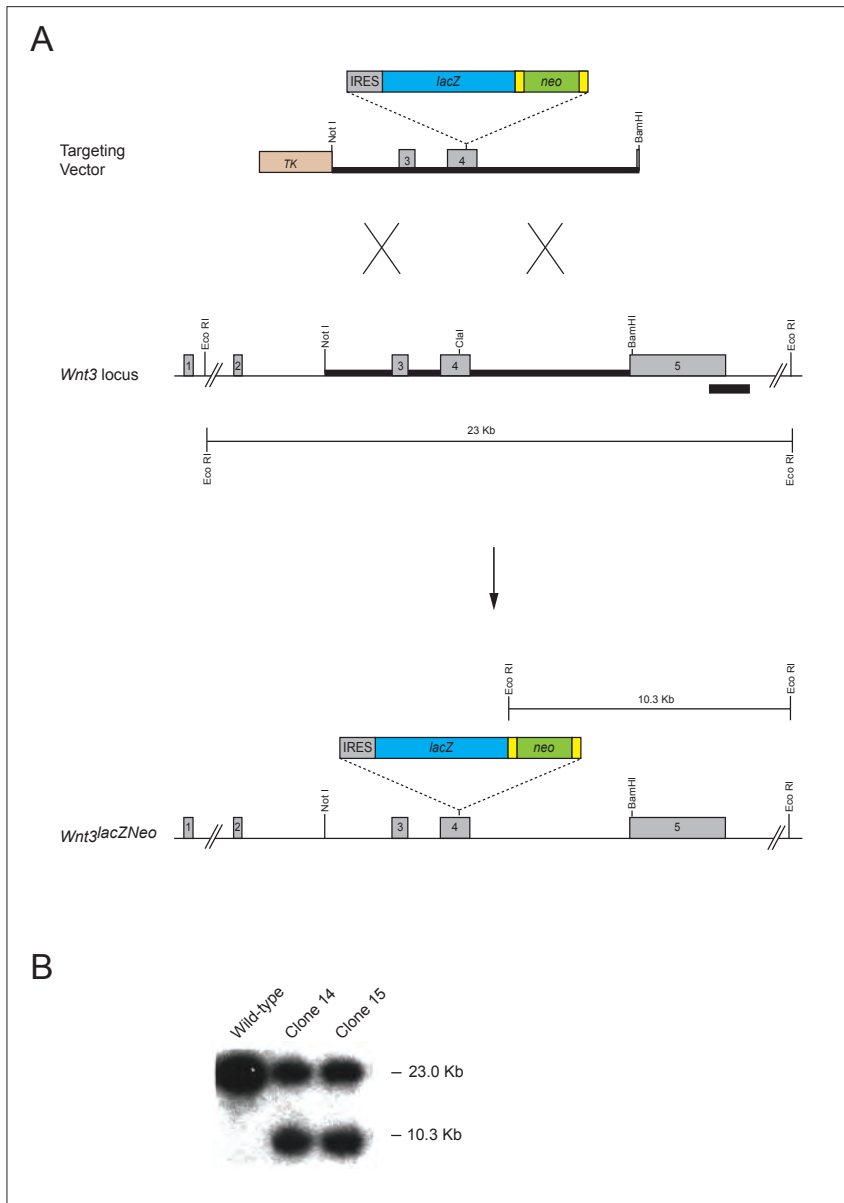 A
IRES lacZ neo
Not I
BamHI
Targeting
Vector
TK
3
4
Eco RI
Not I
ClaI
BamHI
Eco RI
Wnt3 locus
1
2
3
4
5
23 Kb
Eco RI
Eco RI
Eco RI
Eco RI
10.3 Kb
IRES lacZ neo
Not I
BamHI
Eco RI
Wnt3lacZNeo
1
2
3
4
5
B
Wild-type
Clone 14
Clone 15
– 23.0 Kb
– 10.3 Kb